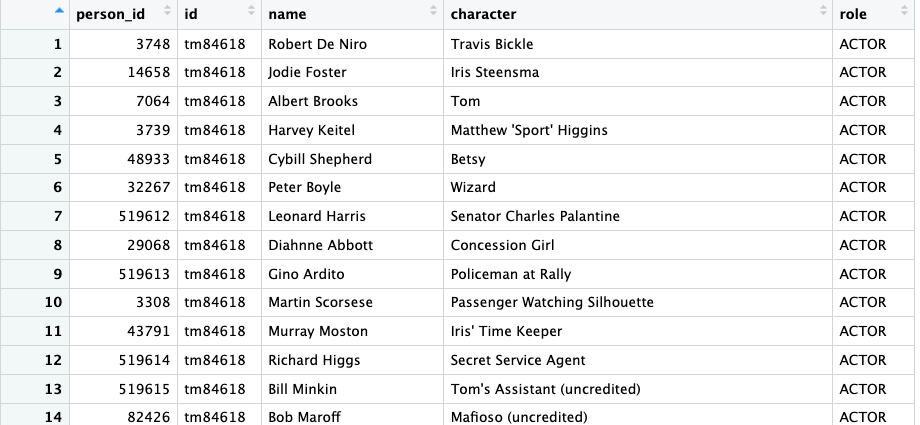 person_id id name character role
1 3748 tm84618 Robert De Niro Travis Bickle ACTOR
2 14658 tm84618 Jodie Foster Iris Steensma ACTOR
3 7064 tm84618 Albert Brooks Tom ACTOR
4 3739 tm84618 Harvey Keitel Matthew 'Sport' Higgins ACTOR
5 48933 tm84618 Cybill Shepherd Betsy ACTOR
6 32267 tm84618 Peter Boyle Wizard ACTOR
7 519612 tm84618 Leonard Harris Senator Charles Palantine ACTOR
8 29068 tm84618 Diahnne Abbott Concession Girl ACTOR
9 519613 tm84618 Gino Ardito Policeman at Rally ACTOR
10 3308 tm84618 Martin Scorsese Passenger Watching Silhouette ACTOR
11 43791 tm84618 Murray Moston Iris' Time Keeper ACTOR
12 519614 tm84618 Richard Higgs Secret Service Agent ACTOR
13 519615 tm84618 Bill Minkin Tom's Assistant (uncredited) ACTOR
14 82426 tm84618 Bob Maroff Mafioso (uncredited) ACTOR